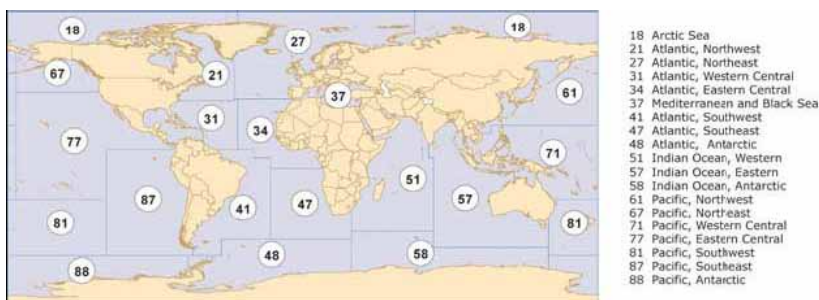 18
18
27
67
21
37
61
31
34
77
71
51
87
57
41
47
81
81
48
58
88
18 Arctic Sea
21 Atlantic, Northwest
27 Atlantic, Northeast
31 Atlantic, Western Central
34 Atlantic, Eastern Central
37 Mediterranean and Black Sea
41 Atlantic, Southwest
47 Atlantic, Southeast
48 Atlantic, Antarctic
51 Indian Ocean, Western
57 Indian Ocean, Eastern
58 Indian Ocean, Antarctic
61 Pacific, Northwest
67 Pacific, Northeast
71 Pacific, Western Central
77 Pacific, Eastern Central
81 Pacific, Southwest
87 Pacific, Southeast
88 Pacific, Antarctic